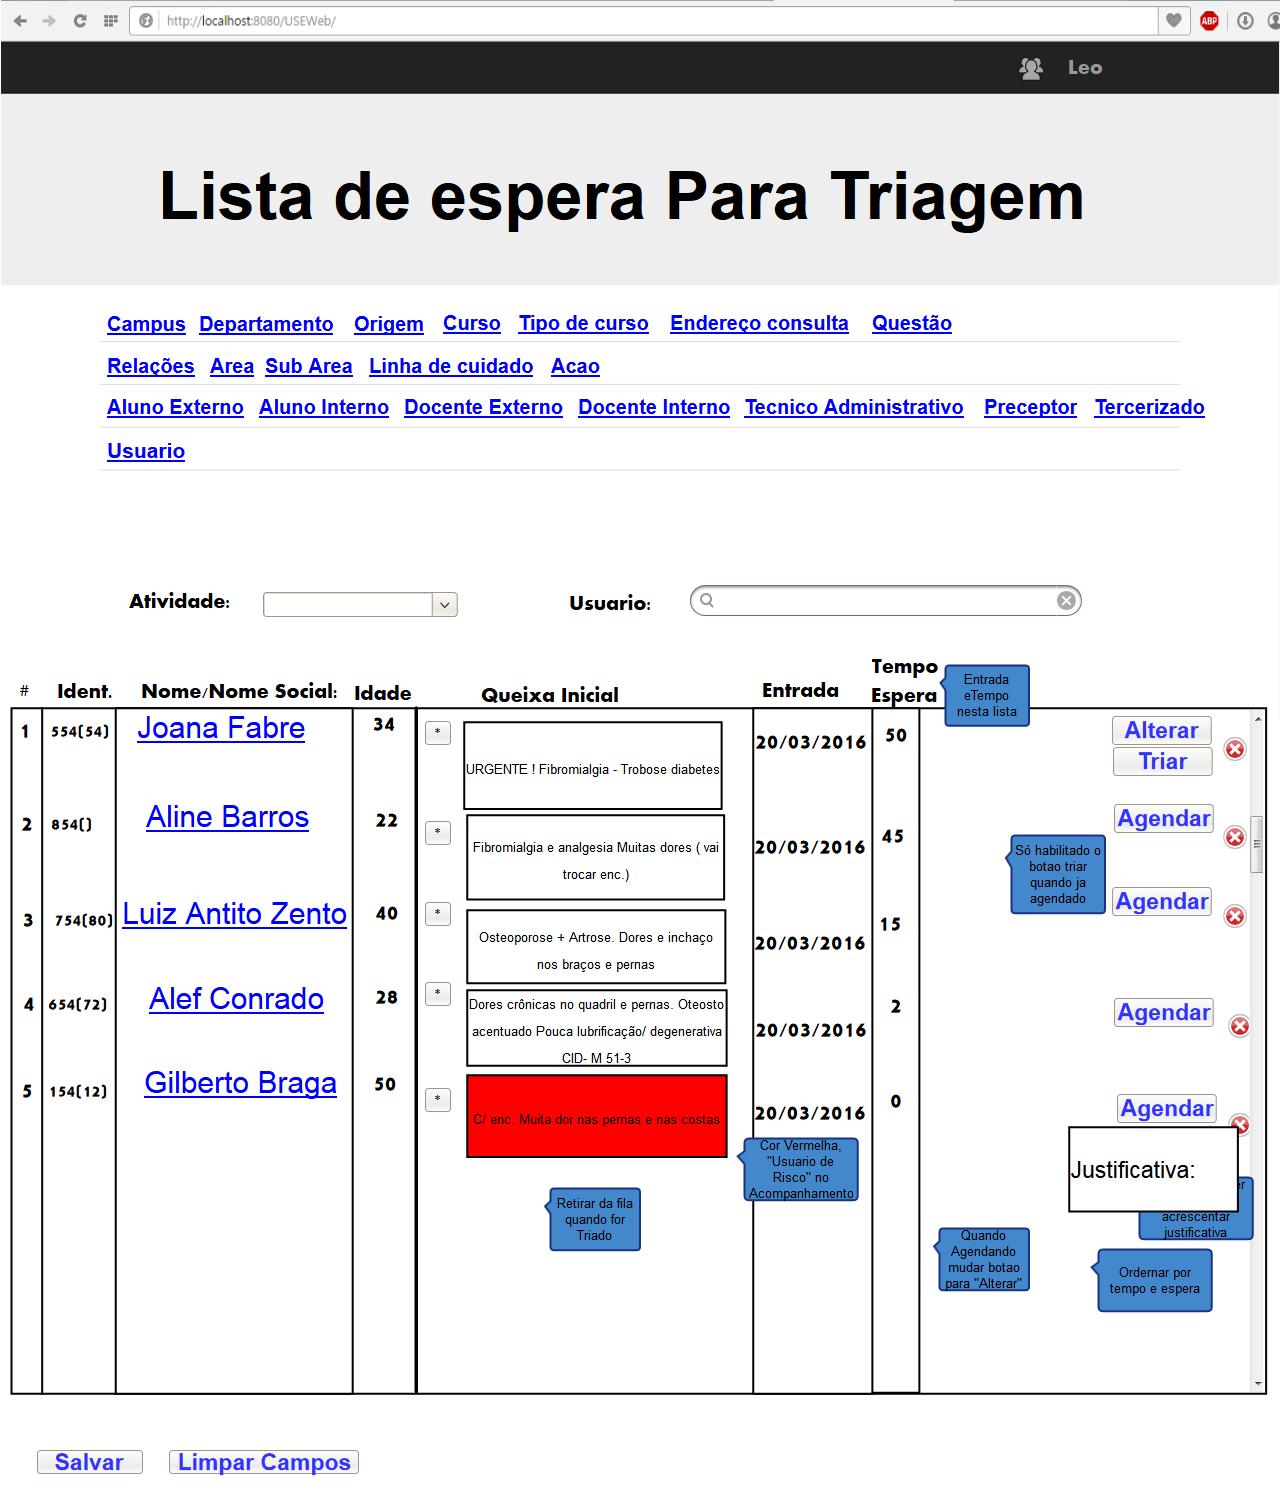 http://localhost:8080/USEWeb/
ABP
Leo
Lista de espera Para Triagem
Campus Departamento Origem Curso Tipo de curso Endereço consulta Questão
Relações Area Sub Area Linha de cuidado Acao
Aluno Externo Aluno Interno Docente Externo Docente Interno Tecnico Administrativo Preceptor Tercerizado
Usuario
Atividade:
Usuario:
# Ident. Nome/Nome Social: Idade Queixa Inicial Entrada Tempo Espera
Entrada
eTempo
nesta lista
1 554(54) Joana Fabre 34 * URGENTE ! Fibromialgia - Trobose diabetes 20/03/2016 50 Alterar
Triar
2 854() Aline Barros 22 * Fibromialgia e analgesia Muitas dores ( vai
trocar enc.)
20/03/2016 45 Agendar
Só habilitado o
botao triar
quando ja
agendado
3 754(80) Luiz Antito Zento 40 * Osteoporose + Artrose. Dores e inchaço
nos braços e pernas
20/03/2016 15 Agendar
4 654(72) Alef Conrado 28 * Dores crônicas no quadril e pernas. Oteosto
acentuado Pouca lubrificação/ degenerativa
CID- M 51-3
20/03/2016 2 Agendar
5 154(12) Gilberto Braga 50 * C/ enc. Muita dor nas pernas e nas costas 20/03/2016 0 Agendar
Justificativa:
Cor Vermelha,
"Usuario de
Risco" no
Acompanhamento
Retirar da fila
quando for
Triado
acrescentar
justificativa
Quando
Agendando
mudar botao
para "Alterar"
Ordernar por
tempo e espera
Salvar Limpar Campos